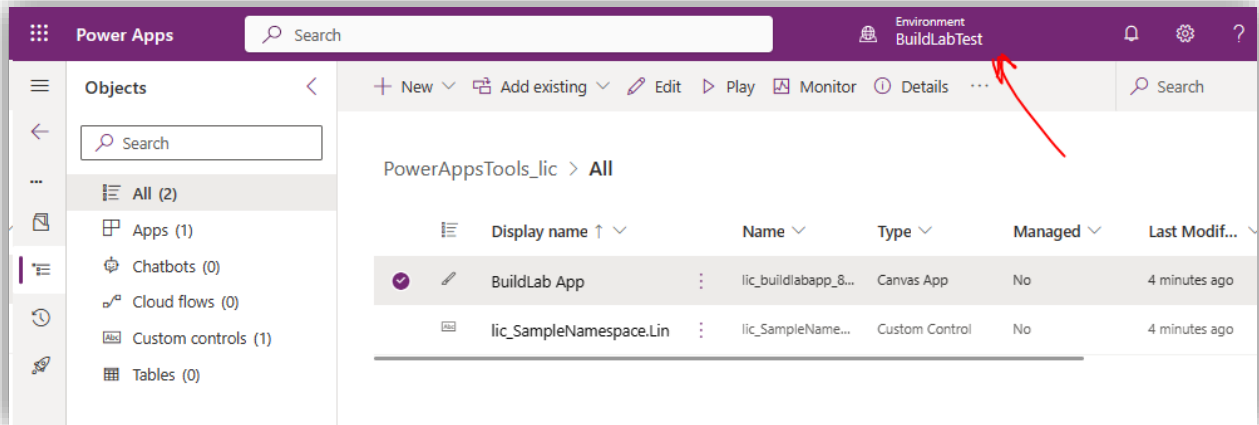 Power Apps
Search
Environment
BuildLabTest
?
Objects
New
Add existing
Edit
Play
Monitor
Details
···
Search
Search
...
All (2)
Apps (1)
Chatbots (0)
Cloud flows (0)
Abc Custom controls (1)
Tables (0)
PowerAppsTools_lic > All
Display name ↑ Name Type Managed Last Modif...
BuildLab App lic_buildlabapp_8... Canvas App No 4 minutes ago
Abc lic_SampleNamespace.Lin lic_SampleName... Custom Control No 4 minutes ago